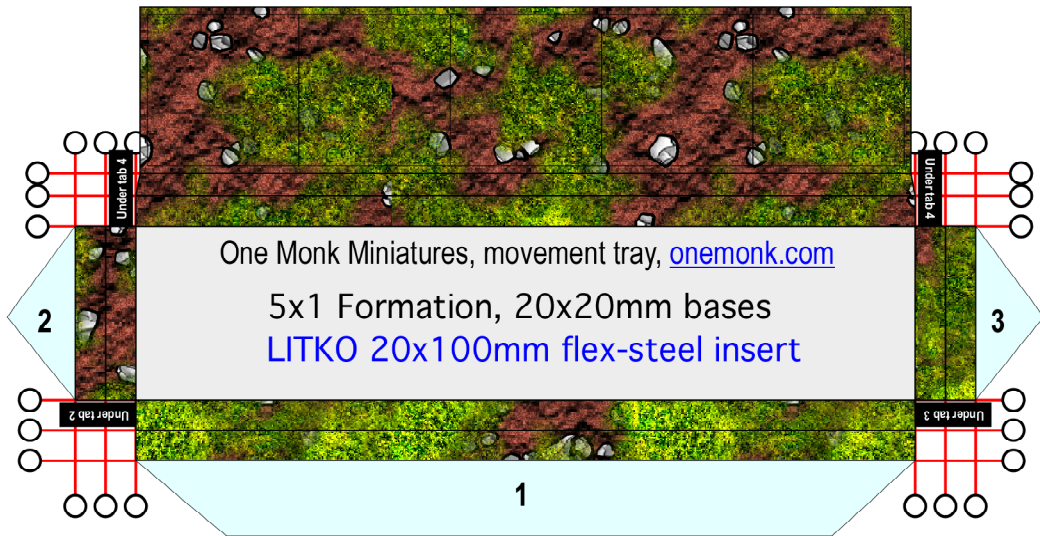 Under tab 4
Under tab 4
One Monk Miniatures, movement tray, onemonk.com
5x1 Formation, 20x20mm bases
LITKO 20x100mm flex-steel insert
2
3
Under tab 2
Under tab 3
1